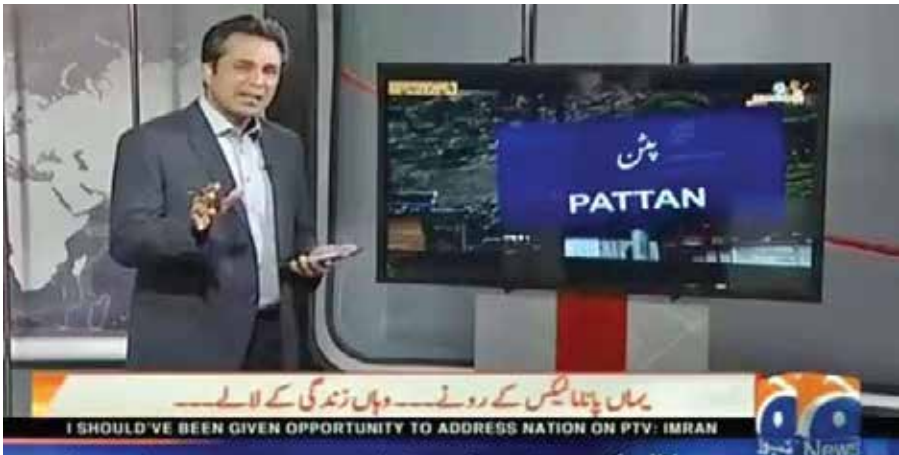 پٹن
PATTAN
یہاں پاناما لیکس کے رونے۔۔۔ وہاں زندگی کے لالے۔۔۔
I SHOULD'VE BEEN GIVEN OPPORTUNITY TO ADDRESS NATION ON PTV: IMRAN
نیوز News